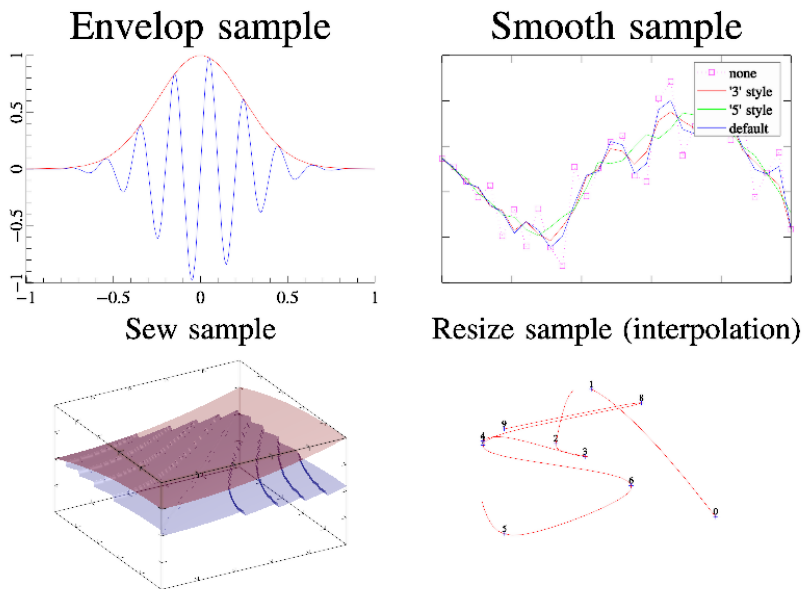 Envelop sample
Smooth sample
1
0.5
0
−0.5
−1
−1
−0.5
0
0.5
1
none
'3' style
'5' style
default
Sew sample
Resize sample (interpolation)
1
8
9
4
2
3
6
5
0